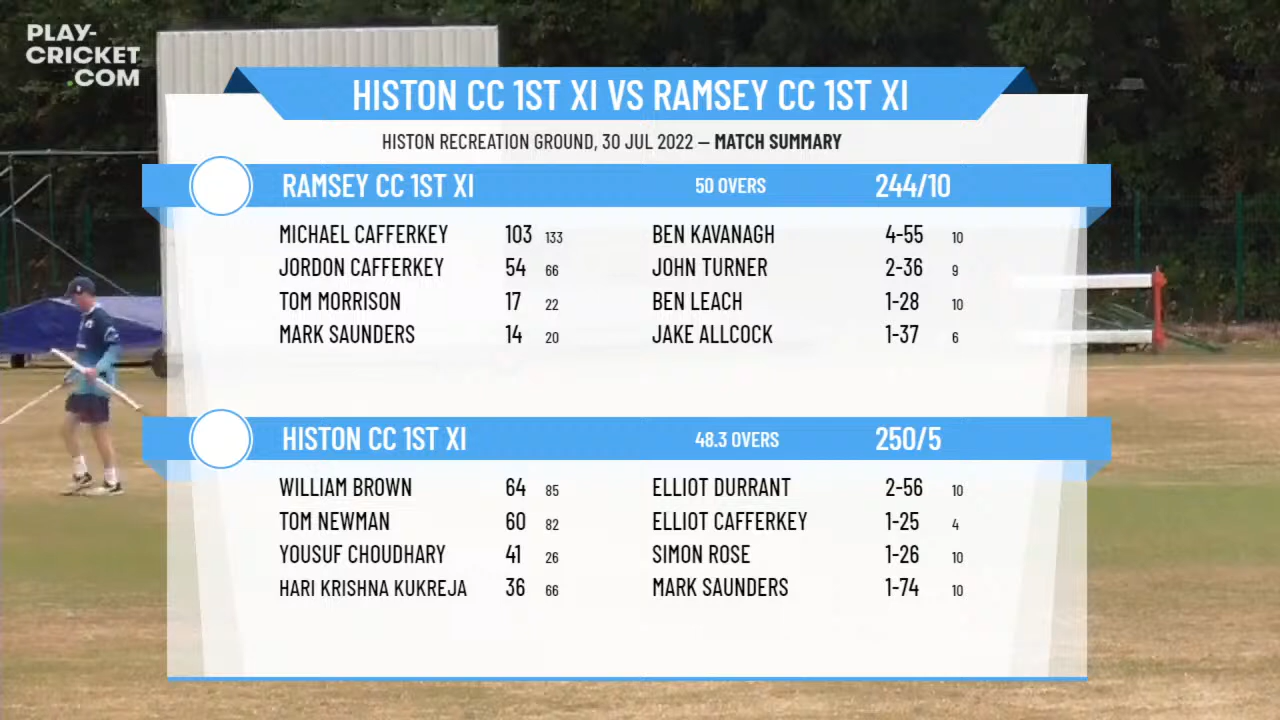 PLAY-
CRICKET
.COM
HISTON CC 1ST XI VS RAMSEY CC 1ST XI
HISTON RECREATION GROUND, 30 JUL 2022 – MATCH SUMMARY
RAMSEY CC 1ST XI 50 OVERS 244/10
MICHAEL CAFFERKEY 103 133 BEN KAVANAGH 4-55 10
JORDON CAFFERKEY 54 66 JOHN TURNER 2-36 9
TOM MORRISON 17 22 BEN LEACH 1-28 10
MARK SAUNDERS 14 20 JAKE ALLCOCK 1-37 6
HISTON CC 1ST XI 48.3 OVERS 250/5
WILLIAM BROWN 64 85 ELLIOT DURRANT 2-56 10
TOM NEWMAN 60 82 ELLIOT CAFFERKEY 1-25 4
YOUSUF CHOUDHARY 41 26 SIMON ROSE 1-26 10
HARI KRISHNA KUKREJA 36 66 MARK SAUNDERS 1-74 10